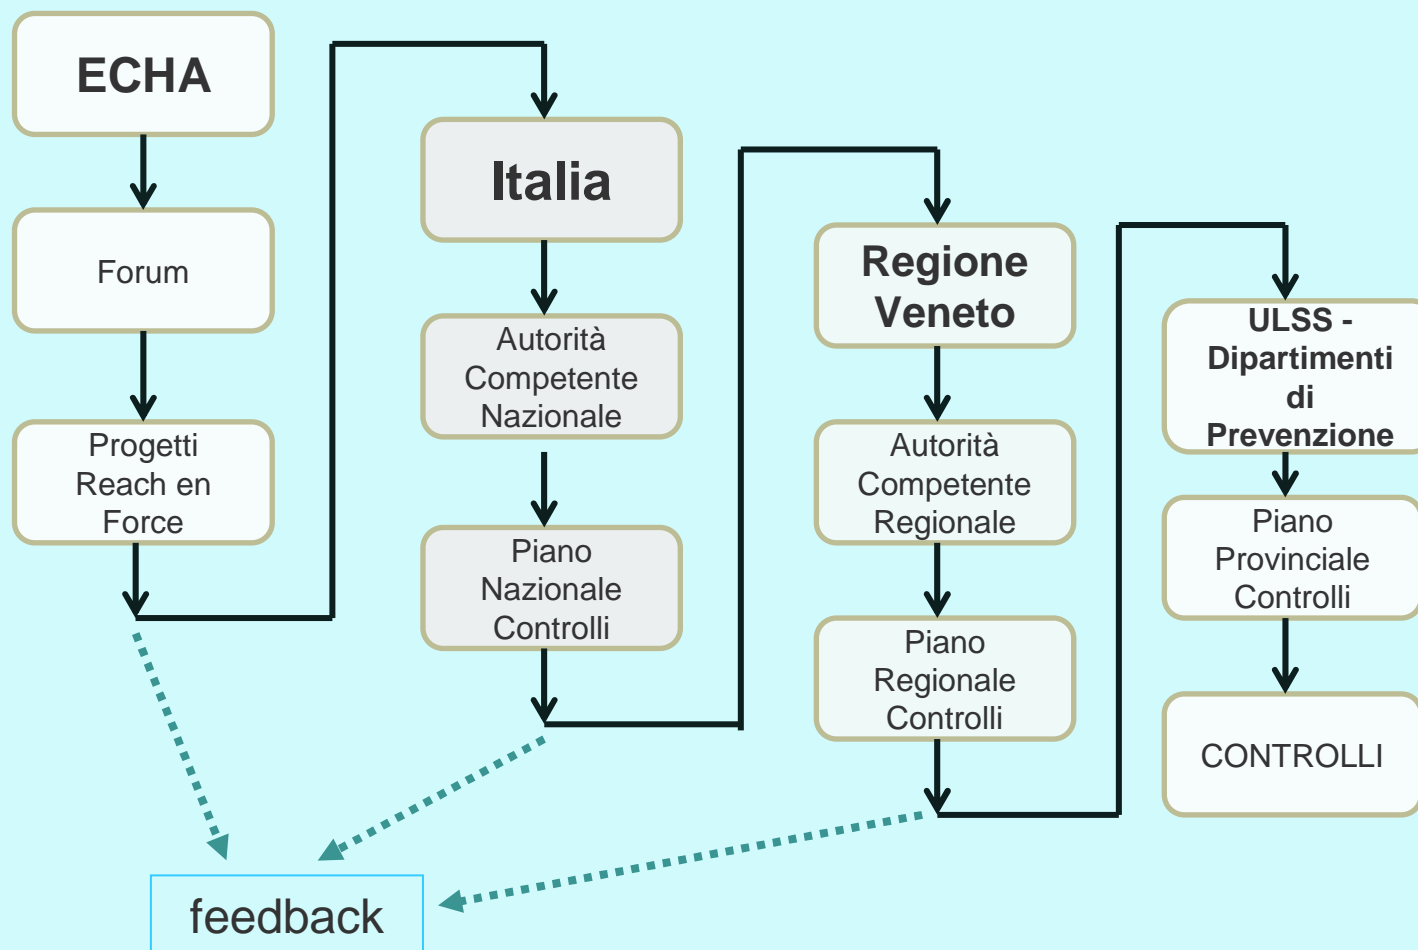 ECHA
Forum
Progetti
Reach en
Force
Italia
Autorità
Competente
Nazionale
Piano
Nazionale
Controlli
Regione
Veneto
Autorità
Competente
Regionale
Piano
Regionale
Controlli
ULSS -
Dipartimenti
di
Prevenzione
Piano
Provinciale
Controlli
CONTROLLI
feedback